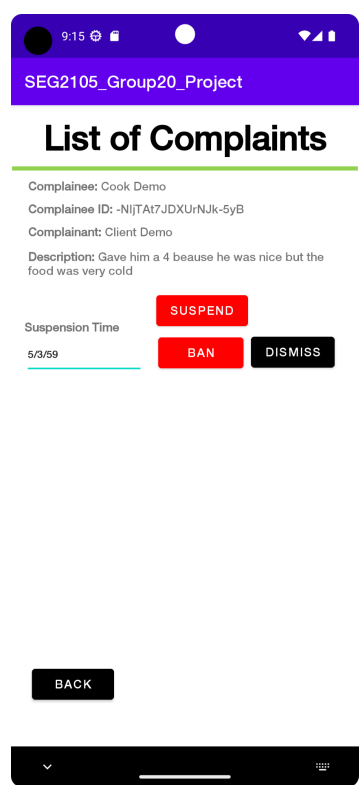 9:15
SEG2105_Group20_Project
List of Complaints
Complainee: Cook Demo
Complainee ID: -NIjTAt7JDXUrNJk-5yB
Complainant: Client Demo
Description: Gave him a 4 beause he was nice but the
food was very cold
SUSPEND
Suspension Time
5/3/59
BAN
DISMISS
BACK